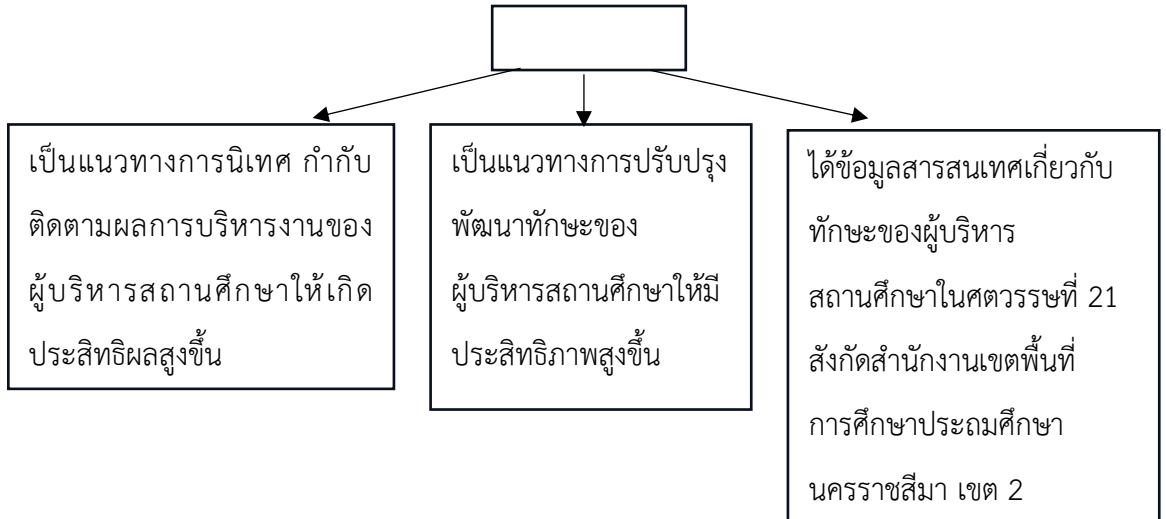 เป็นแนวทางการนิเทศ กำกับ
ติดตามผลการบริหารงานของ
ผู้บริหารสถานศึกษาให้เกิด
ประสิทธิผลสูงขึ้น
เป็นแนวทางการปรับปรุง
พัฒนาทักษะของ
ผู้บริหารสถานศึกษาให้มี
ประสิทธิภาพสูงขึ้น
ได้ข้อมูลสารสนเทศเกี่ยวกับ
ทักษะของผู้บริหาร
สถานศึกษาในศตวรรษที่ 21
สังกัดสำนักงานเขตพื้นที่
การศึกษาประถมศึกษา
นครราชสีมา เขต 2